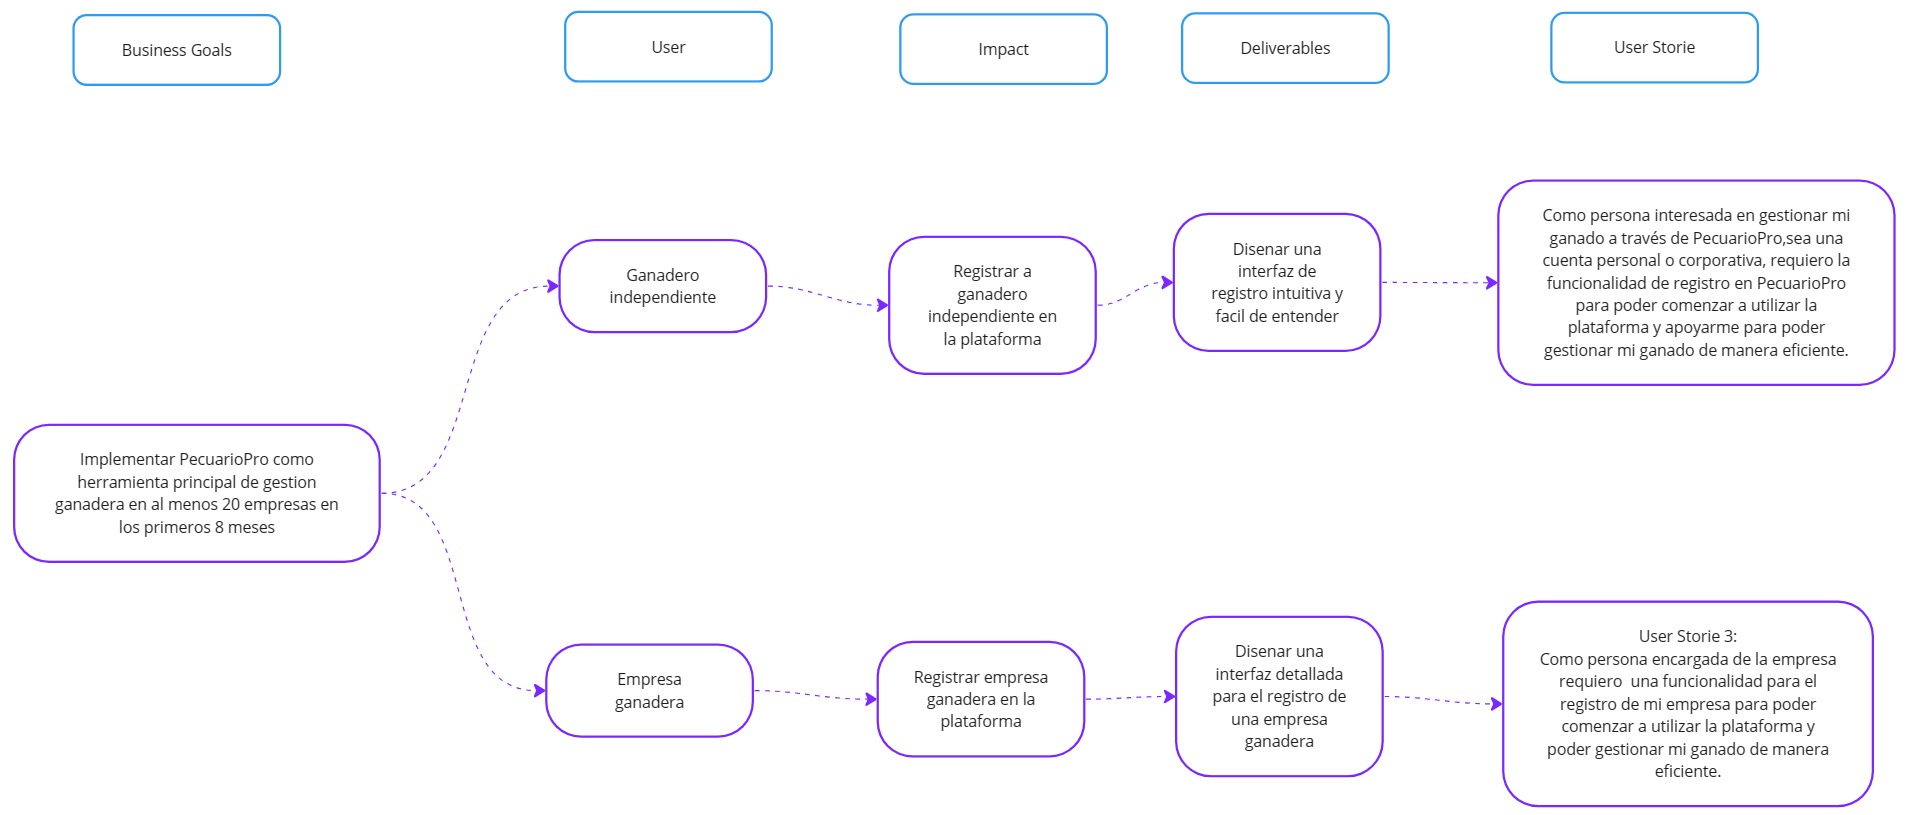 Business Goals
User
Impact
Deliverables
User Storie
Ganadero
independiente
Registrar a
ganadero
independiente en
la plataforma
Disenar una
interfaz de
registro intuitiva y
facil de entender
Como persona interesada en gestionar mi
ganado a través de PecuarioPro,sea una
cuenta personal o corporativa, requiero la
funcionalidad de registro en PecuarioPro
para poder comenzar a utilizar la
plataforma y apoyarme para poder
gestionar mi ganado de manera eficiente.
Implementar PecuarioPro como
herramienta principal de gestion
ganadera en al menos 20 empresas en
los primeros 8 meses
Empresa
ganadera
Registrar empresa
ganadera en la
plataforma
Disenar una
interfaz detallada
para el registro de
una empresa
ganadera
User Storie 3:
Como persona encargada de la empresa
requiero  una funcionalidad para el
registro de mi empresa para poder
comenzar a utilizar la plataforma y
poder gestionar mi ganado de manera
eficiente.